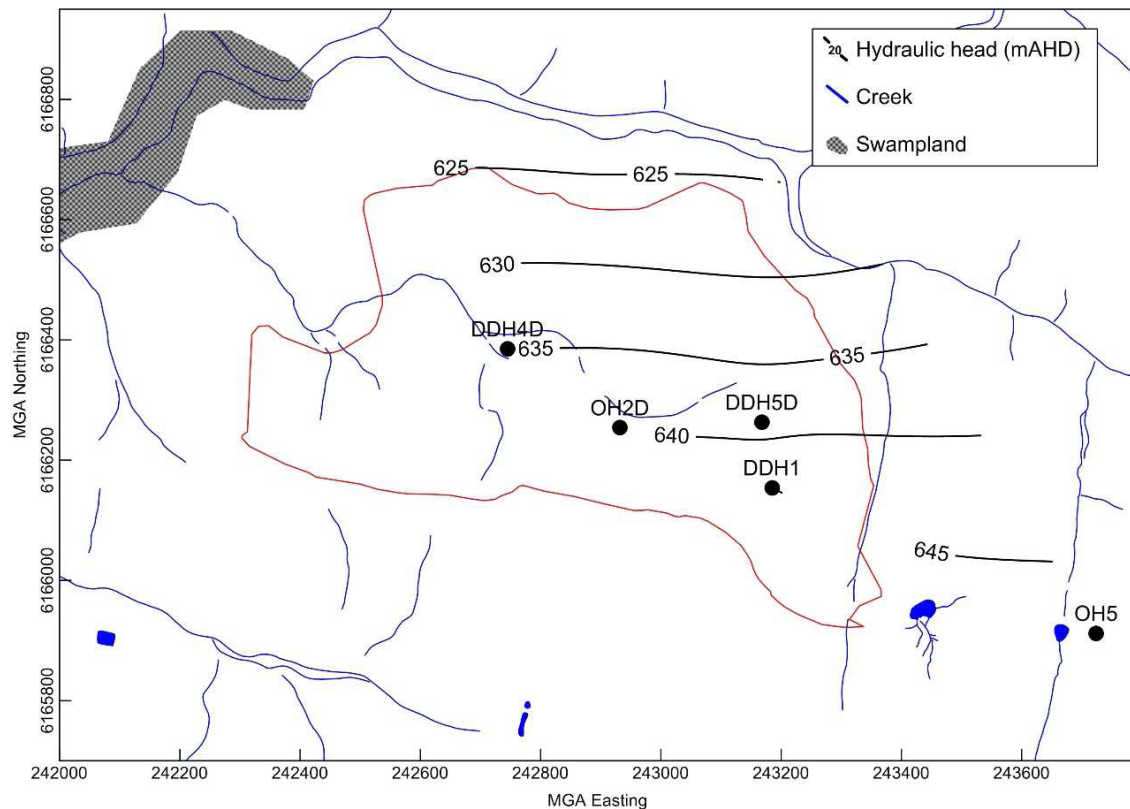 Hydraulic head (mAHD)
20
Creek
Swampland
625
625
630
DDH4D
635
635
OH2D
DDH5D
640
DDH1
645
OH5
MGA Northing
6166800
6166600
6166400
6166200
6166000
6165800
242000
242200
242400
242600
242800
243000
243200
243400
243600
MGA Easting